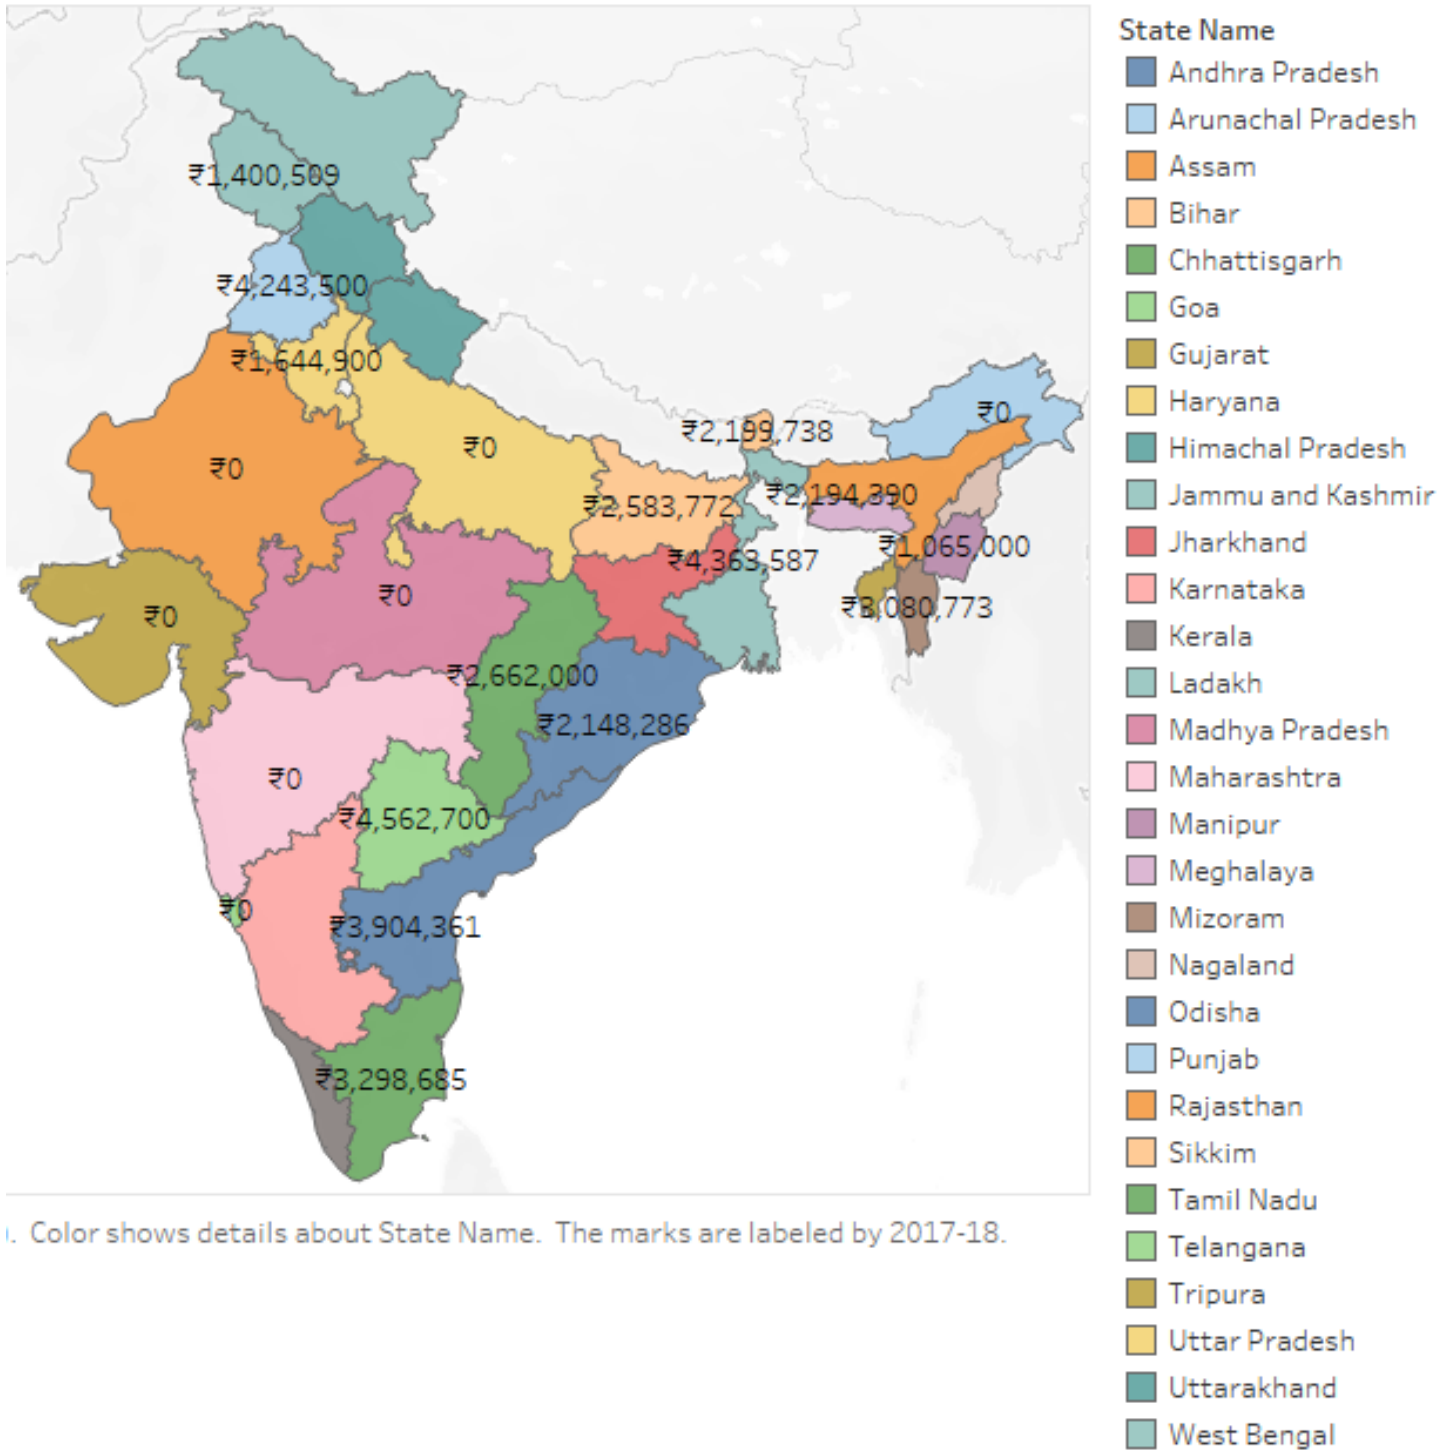 State Name
Andhra Pradesh
Arunachal Pradesh
Assam
Bihar
Chhattisgarh
Goa
Gujarat
Haryana
Himachal Pradesh
Jammu and Kashmir
Jharkhand
Karnataka
Kerala
Ladakh
Madhya Pradesh
Maharashtra
Manipur
Meghalaya
Mizoram
Nagaland
Odisha
Punjab
Rajasthan
Sikkim
Tamil Nadu
Telangana
Tripura
Uttar Pradesh
Uttarakhand
West Bengal
₹1,400,509
₹4,243,500
₹1,644,900
₹0
₹2,199,738
₹0
₹0
₹2,194,390
₹2,583,772
₹1,065,000
₹4,363,587
₹0
₹0
₹3,080,773
₹2,662,000
₹2,148,286
₹0
₹4,562,700
₹0
₹3,904,361
₹3,298,685
. Color shows details about State Name. The marks are labeled by 2017-18.